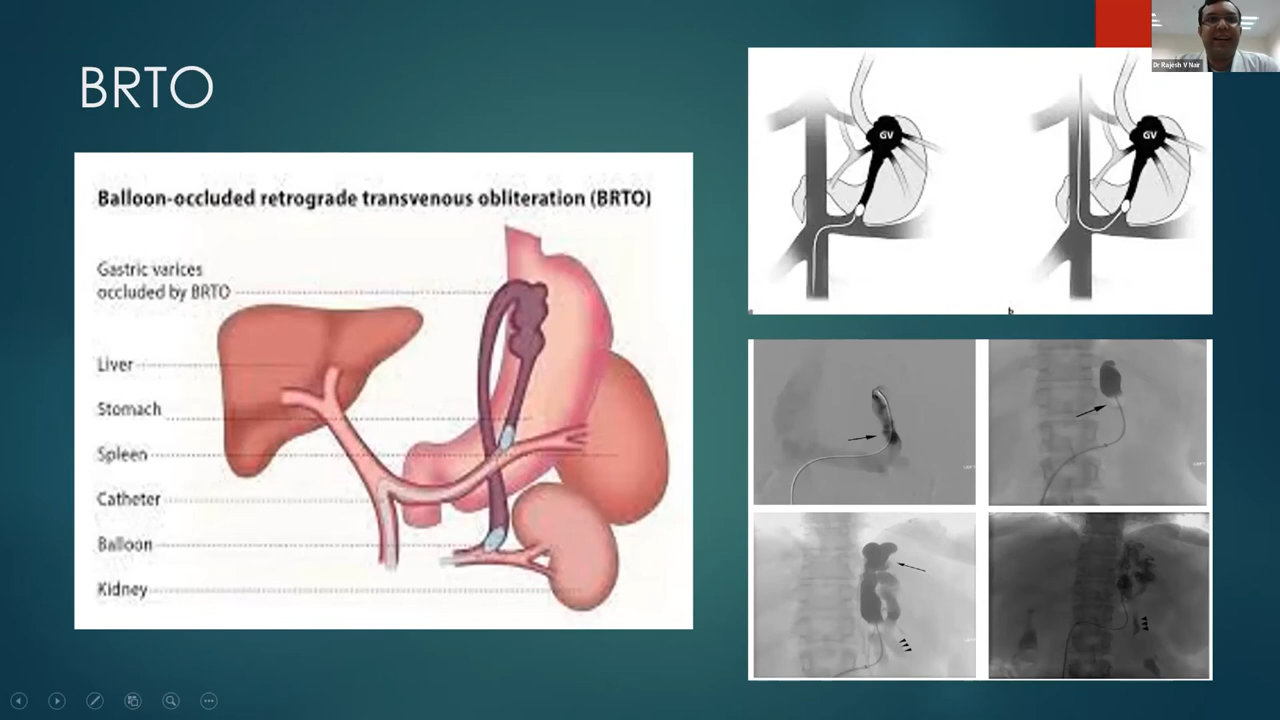 BRTO
Balloon-occluded retrograde transvenous obliteration (BRTO)
Gastric varices
occluded by BRTO
Liver
Stomach
Spleen
Catheter
Balloon
Kidney
GV
GV
b
Dr Rajesh V Nair